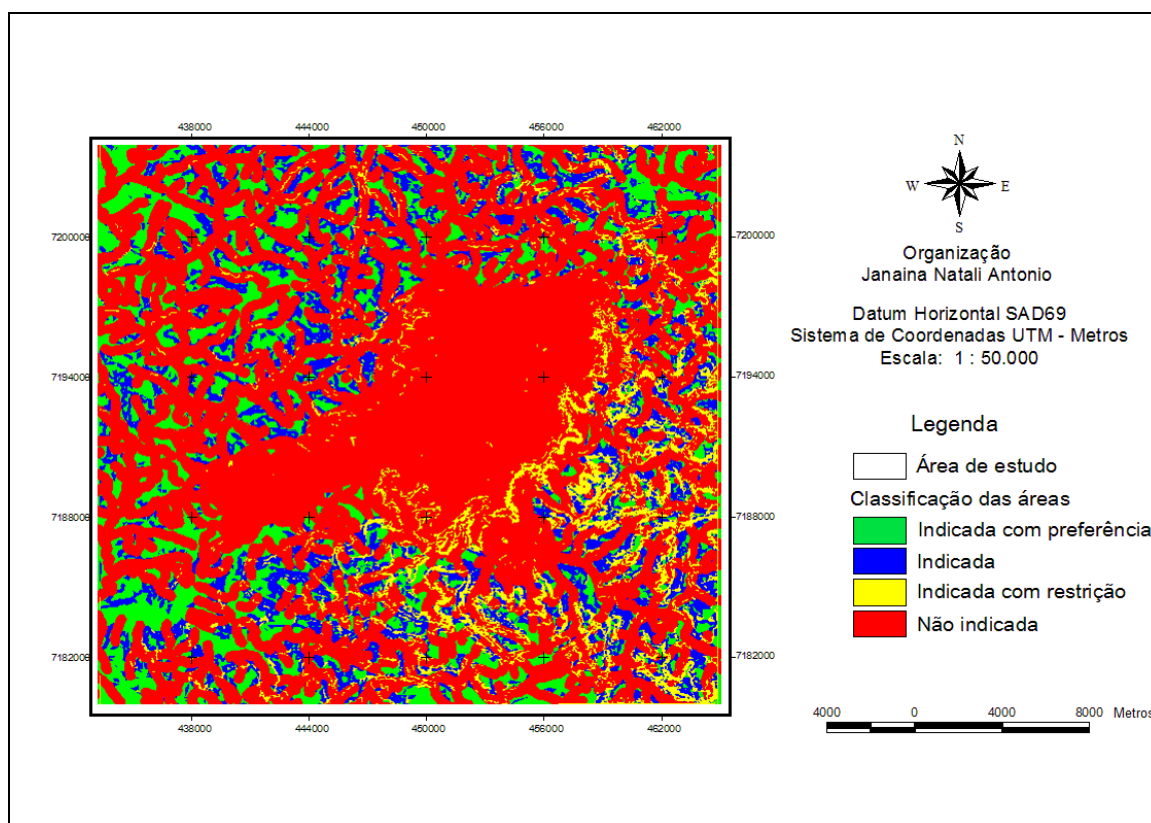 438000 444000 450000 456000 462000
7200000 7200000
7194000 7194000
7188000 7188000
7182000 7182000
438000 444000 450000 456000 462000
N
W E
S
Organização
Janaina Natali Antonio
Datum Horizontal SAD69
Sistema de Coordenadas UTM - Metros
Escala: 1 : 50.000
Legenda
Área de estudo
Classificação das áreas
Indicada com preferência
Indicada
Indicada com restrição
Não indicada
4000 0 4000 8000 Metros